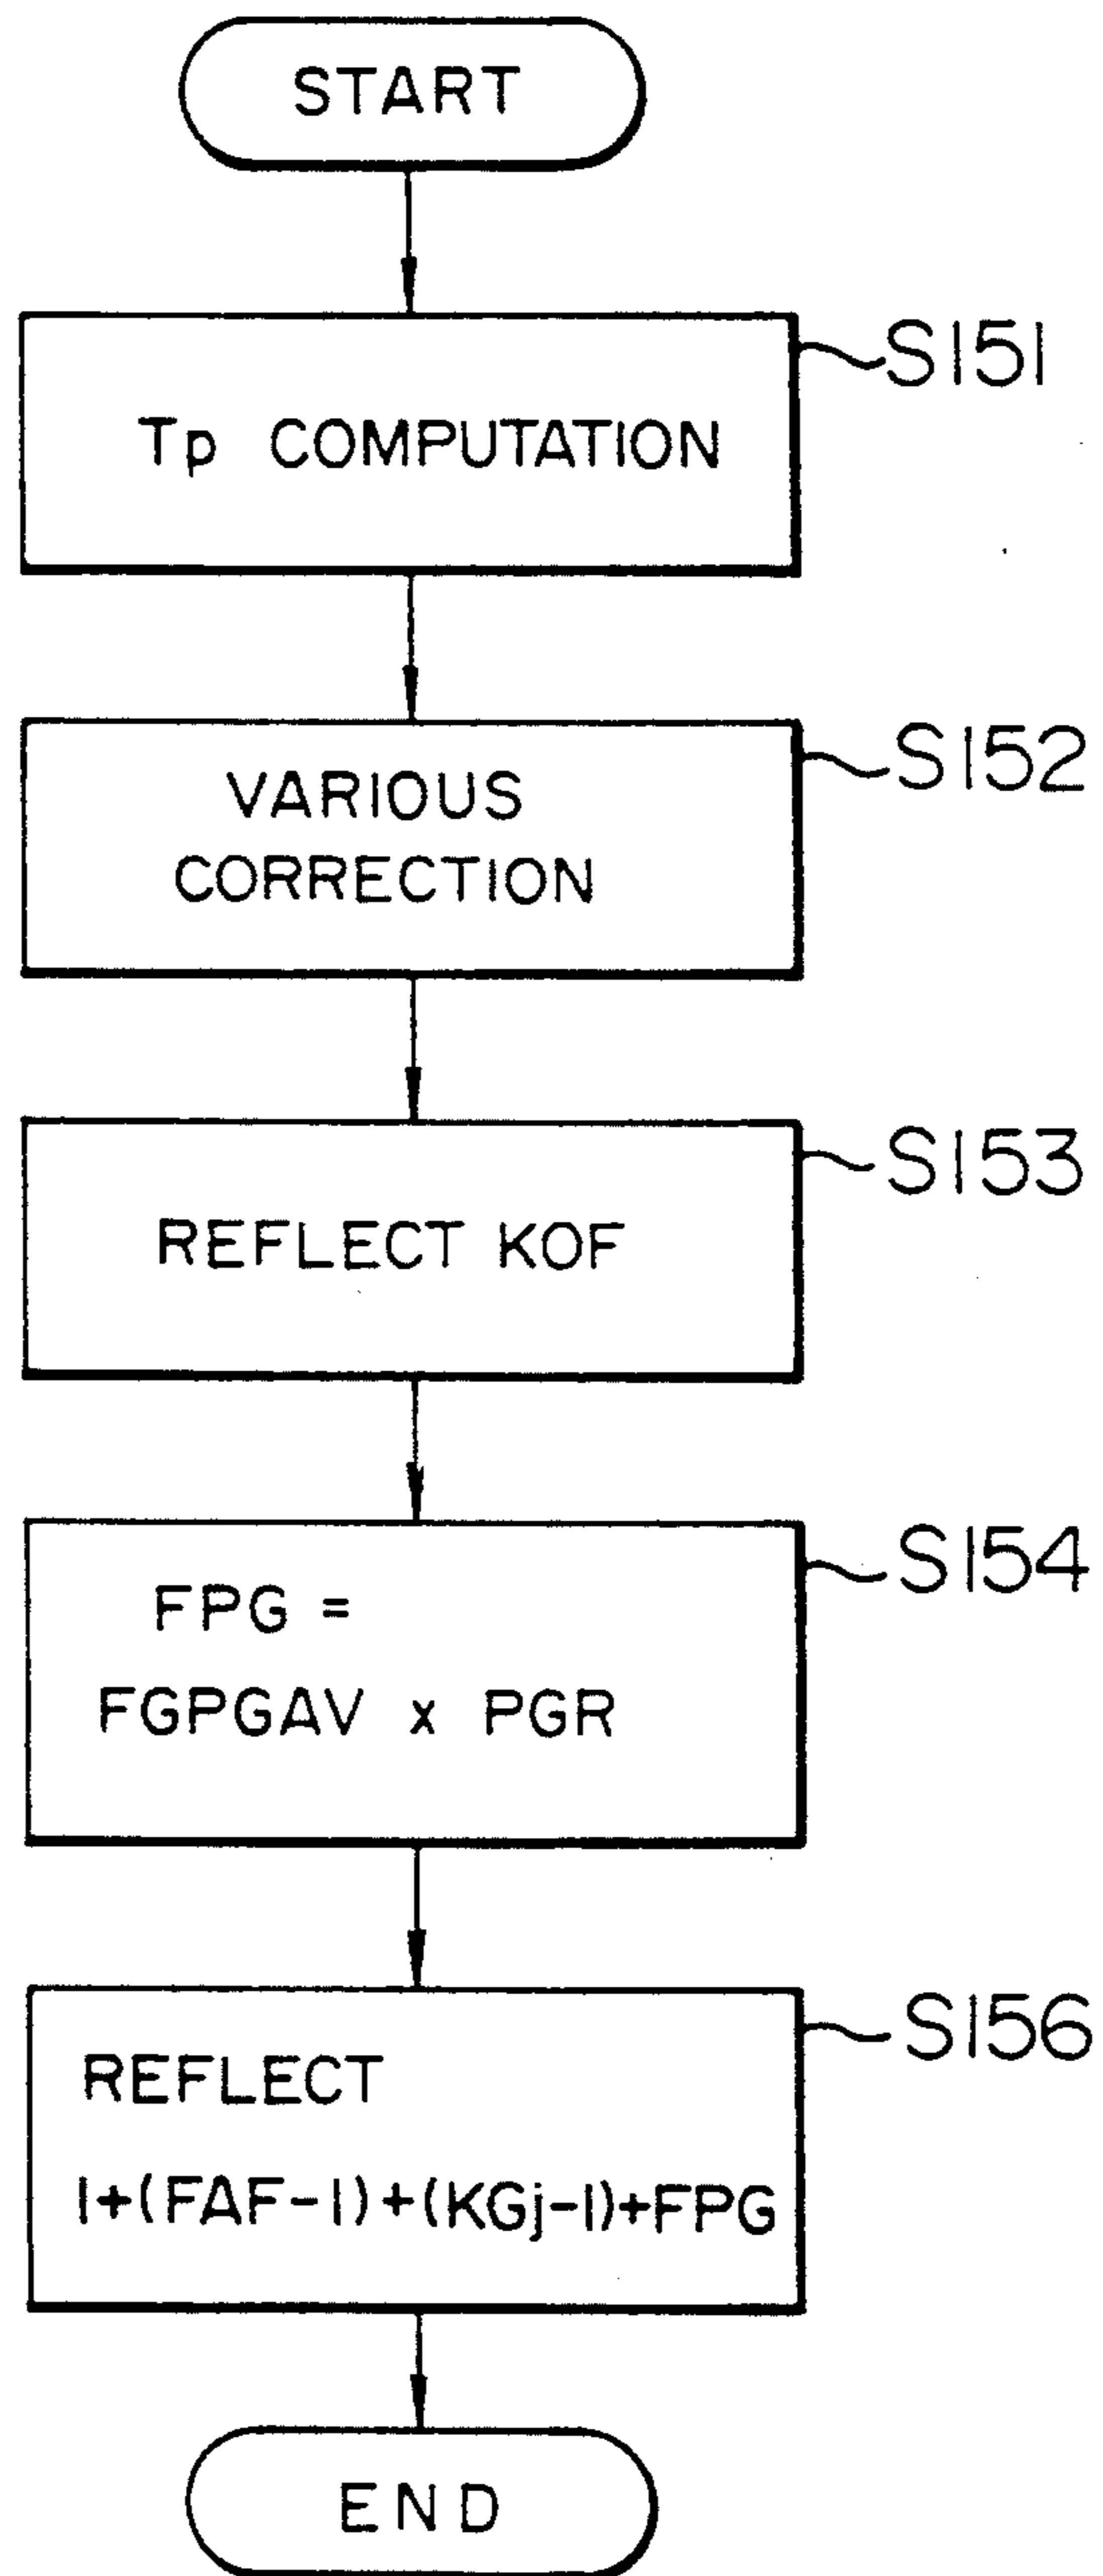 START
S151
Tp COMPUTATION
S152
VARIOUS
CORRECTION
S153
REFLECT KOF
S154
FPG =
FGPGAV x PGR
S156
REFLECT
1+(FAF-1)+(KGj-1)+FPG
END